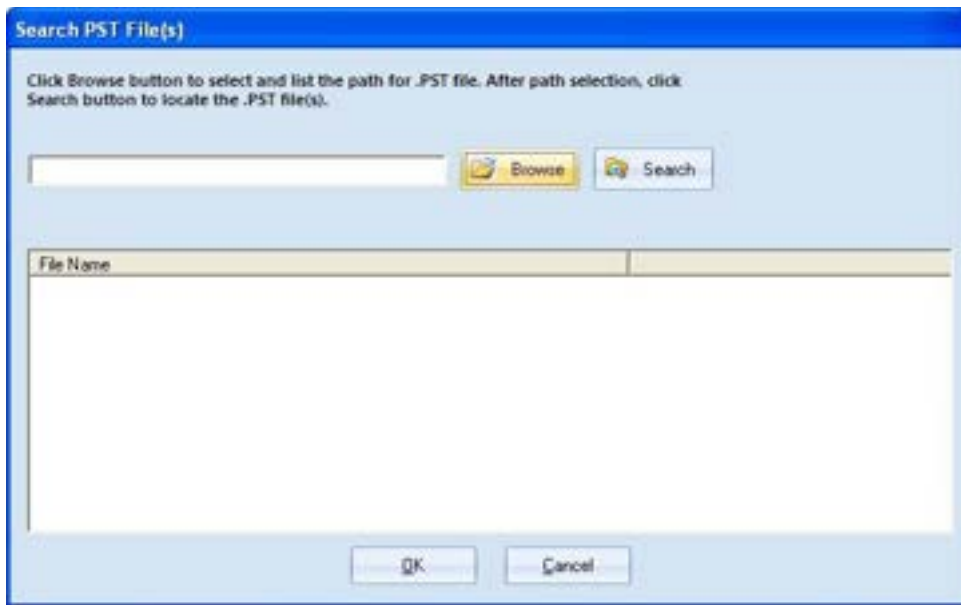 Search PST File(s)
Click Browse button to select and list the path for .PST file. After path selection, click
Search button to locate the .PST file(s).
Browse
Search
File Name
OK
Cancel